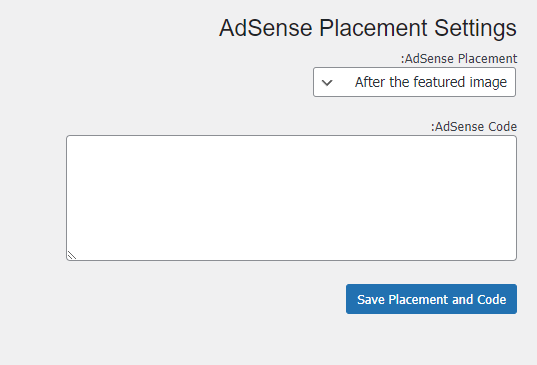 AdSense Placement Settings
AdSense Placement:
After the featured image
AdSense Code:
Save Placement and Code